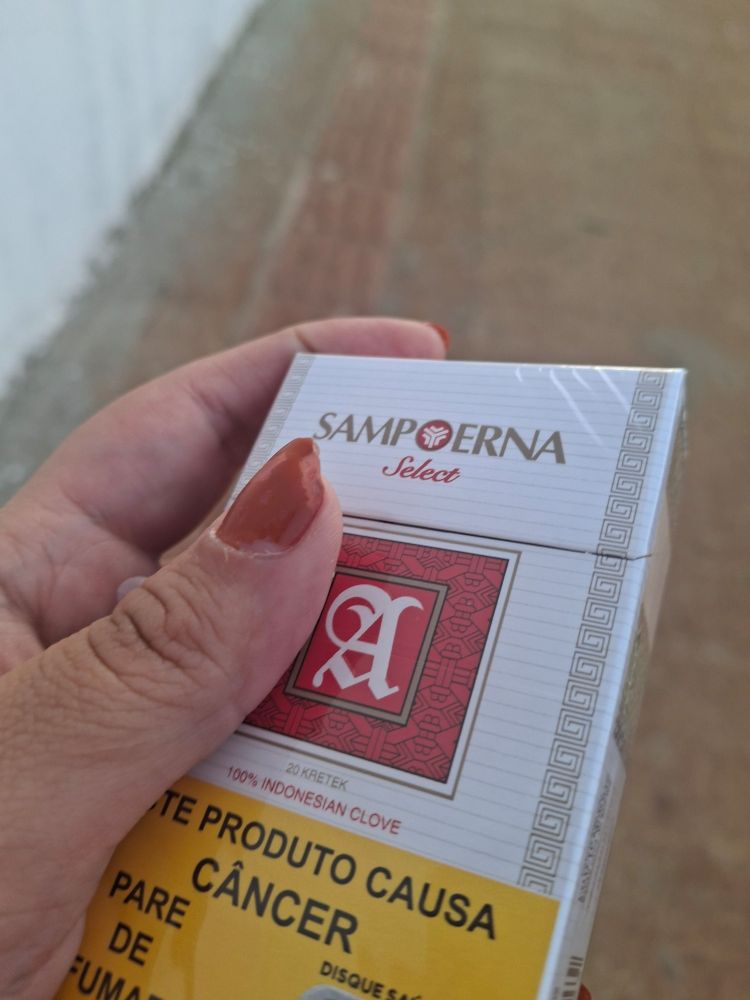 SAMPOERNA
Select
A
20 KRETEK
100% INDONESIAN CLOVE
PRODUTO CAUSA
CÂNCER
PARE
DE
DISQUE